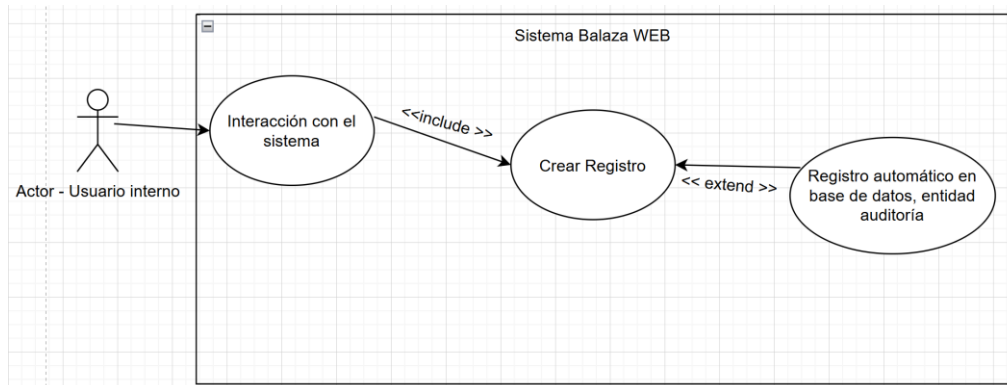 Sistema Balaza WEB
Interacción con el
sistema
<<include >>
Crear Registro
<< extend >>
Registro automático en
base de datos, entidad
auditoría
Actor - Usuario interno